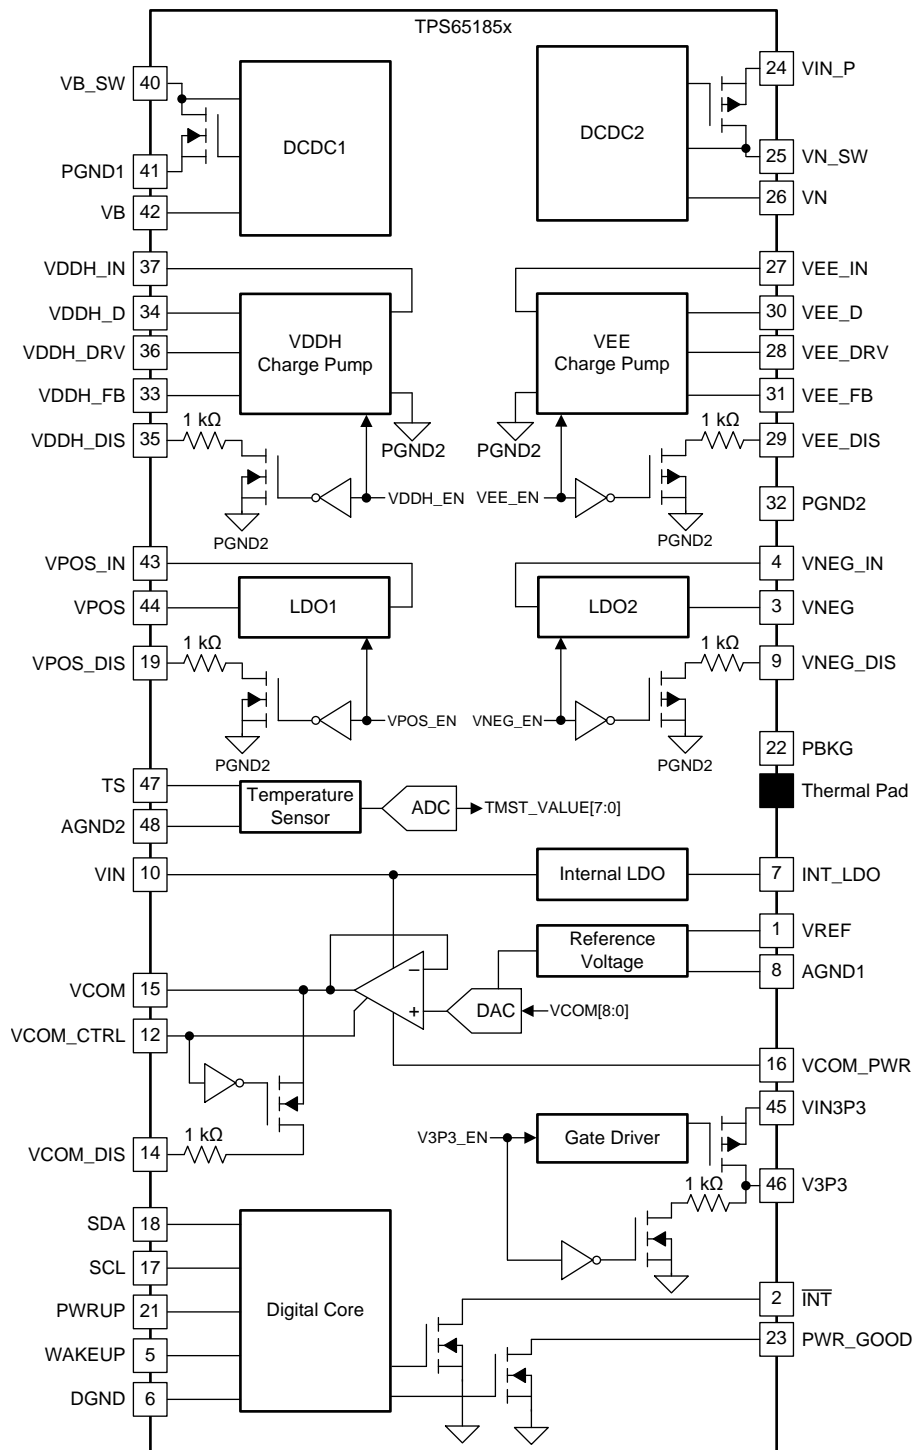 TPS65185x
VB_SW 40
24 VIN_P
DCDC1
DCDC2
PGND1 41
25 VN_SW
VB 42
26 VN
VDDH_IN 37
27 VEE_IN
VDDH_D 34
30 VEE_D
VDDH
Charge Pump
VEE
Charge Pump
VDDH_DRV 36
28 VEE_DRV
VDDH_FB 33
31 VEE_FB
1 kΩ
1 kΩ
VDDH_DIS 35
PGND2
PGND2
29 VEE_DIS
VDDH_EN
VEE_EN
32 PGND2
PGND2
PGND2
VPOS_IN 43
4 VNEG_IN
VPOS 44
LDO1
LDO2
3 VNEG
1 kΩ
1 kΩ
VPOS_DIS 19
9 VNEG_DIS
VPOS_EN
VNEG_EN
22 PBKG
PGND2
PGND2
TS 47
Thermal Pad
Temperature
Sensor
ADC
TMST_VALUE[7:0]
AGND2 48
VIN 10
Internal LDO
7 INT_LDO
1 VREF
Reference
Voltage
8 AGND1
VCOM 15
−
+
DAC
VCOM[8:0]
VCOM_CTRL 12
16 VCOM_PWR
45 VIN3P3
1 kΩ
VCOM_DIS 14
V3P3_EN
Gate Driver
1 kΩ
46 V3P3
SDA 18
SCL 17
2 INT
PWRUP 21
Digital Core
23 PWR_GOOD
WAKEUP 5
DGND 6